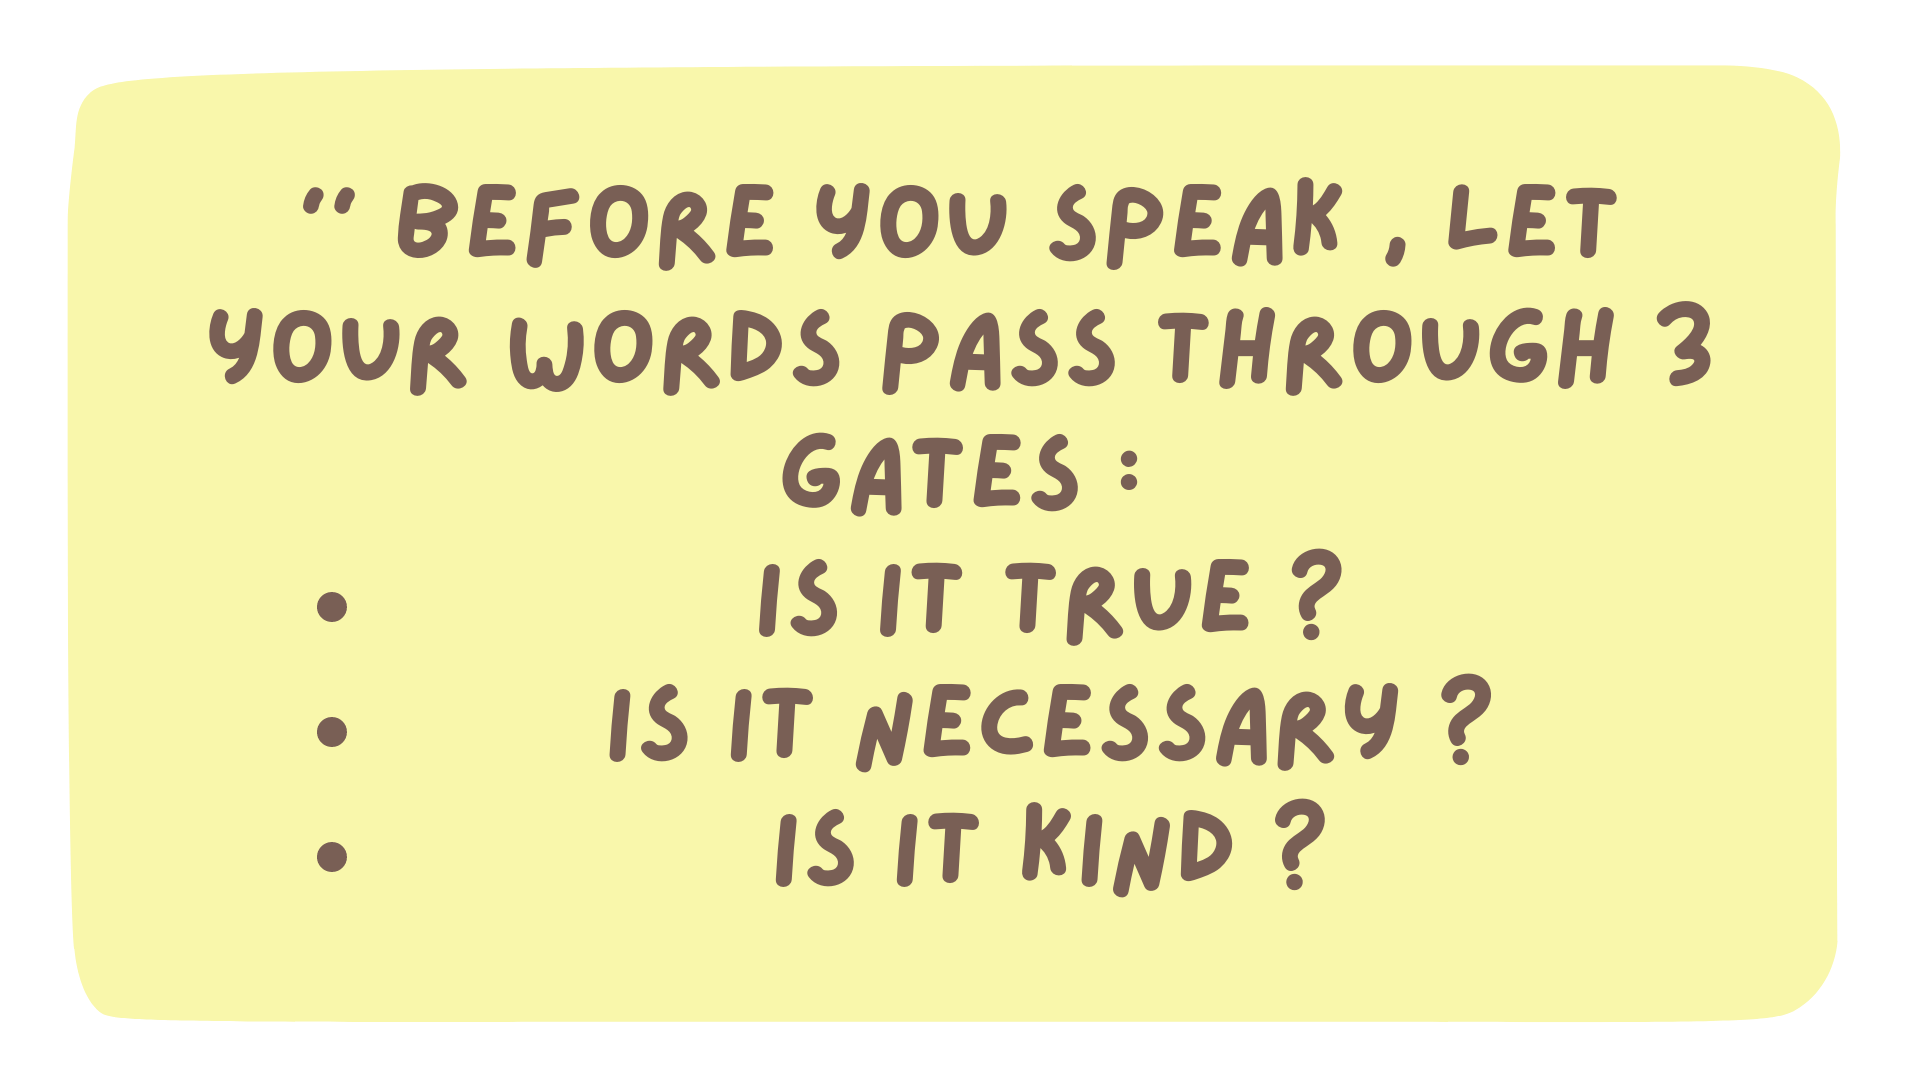 “ BEFORE YOU SPEAK , LET
YOUR WORDS PASS THROUGH 3
GATES :
• IS IT TRUE ?
• IS IT NECESSARY ?
• IS IT KIND ?